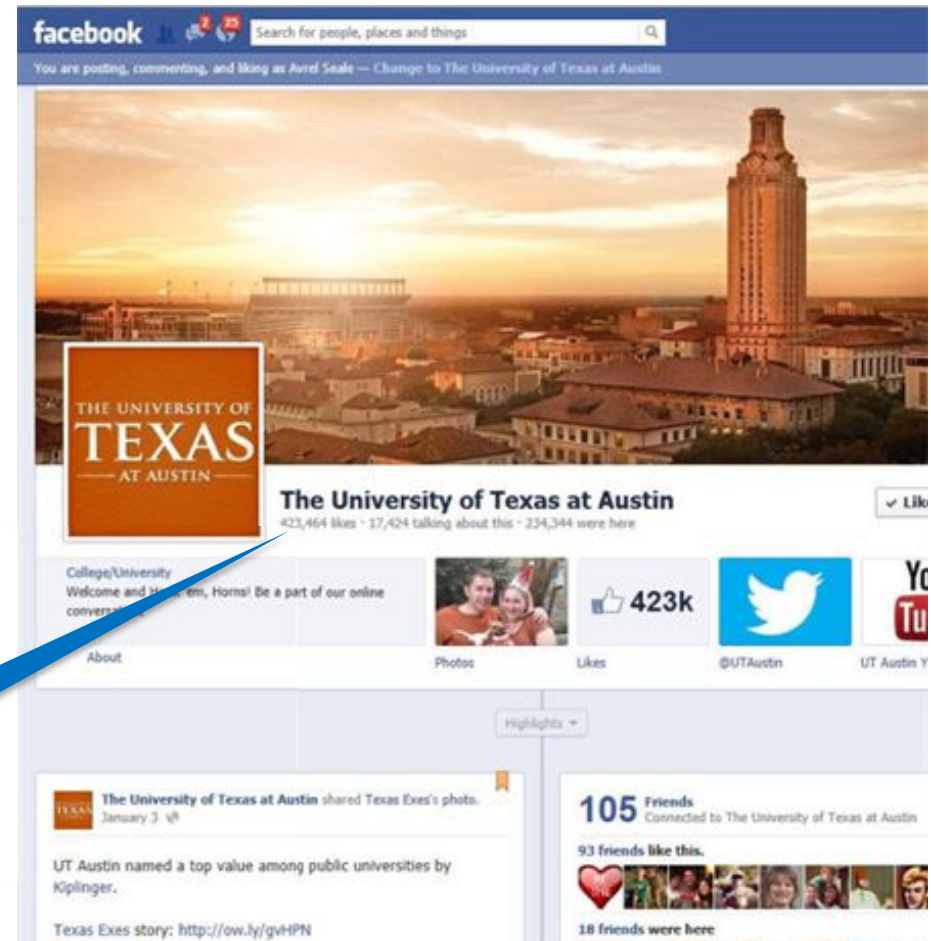 facebook
2
25
Search for people, places and things
You are posting, commenting, and liking as Avrel Seale — Change to The University of Texas at Austin
THE UNIVERSITY OF
TEXAS
AT AUSTIN
The University of Texas at Austin
423,464 likes · 17,424 talking about this · 234,344 were here
Lik
College/University
Welcome and em, Horns! Be a part of our online
About
423k
Photos
Likes
@UTAustin
UT Austin Y
Yo
Tu
Highlights
TEXAS
The University of Texas at Austin shared Texas Exes's photo.
January 3
UT Austin named a top value among public universities by
Kiplinger.
Texas Exes story: http://ow.ly/gvHPN
105 Friends
Connected to The University of Texas at Austin
93 friends like this.
18 friends were here